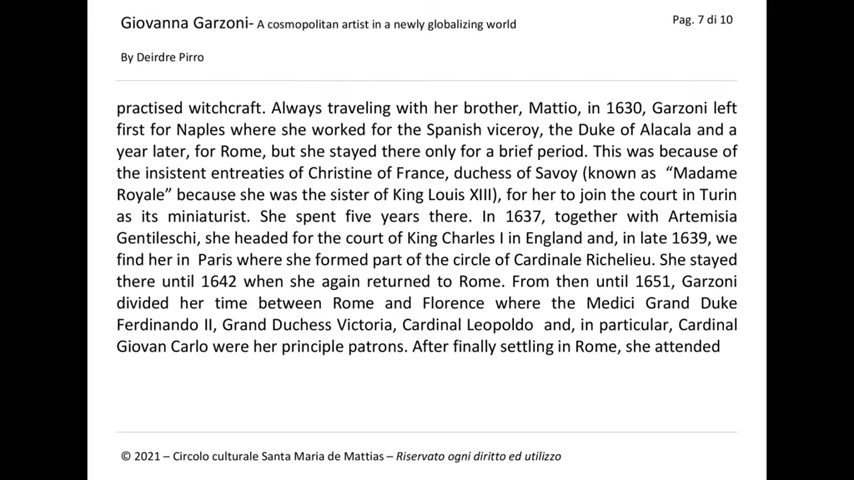 Giovanna Garzoni- A cosmopolitan artist in a newly globalizing world
Pag. 7 di 10
By Deirdre Pirro
practised witchcraft. Always traveling with her brother, Mattio, in 1630, Garzoni left
first for Naples where she worked for the Spanish viceroy, the Duke of Alacala and a
year later, for Rome, but she stayed there only for a brief period. This was because of
the insistent entreaties of Christine of France, duchess of Savoy (known as “Madame
Royale” because she was the sister of King Louis XIII), for her to join the court in Turin
as its miniaturist. She spent five years there. In 1637, together with Artemisia
Gentileschi, she headed for the court of King Charles I in England and, in late 1639, we
find her in Paris where she formed part of the circle of Cardinale Richelieu. She stayed
there until 1642 when she again returned to Rome. From then until 1651, Garzoni
divided her time between Rome and Florence where the Medici Grand Duke
Ferdinando II, Grand Duchess Victoria, Cardinal Leopoldo and, in particular, Cardinal
Giovan Carlo were her principle patrons. After finally settling in Rome, she attended
© 2021 – Circolo culturale Santa Maria de Mattias – Riservato ogni diritto ed utilizzo